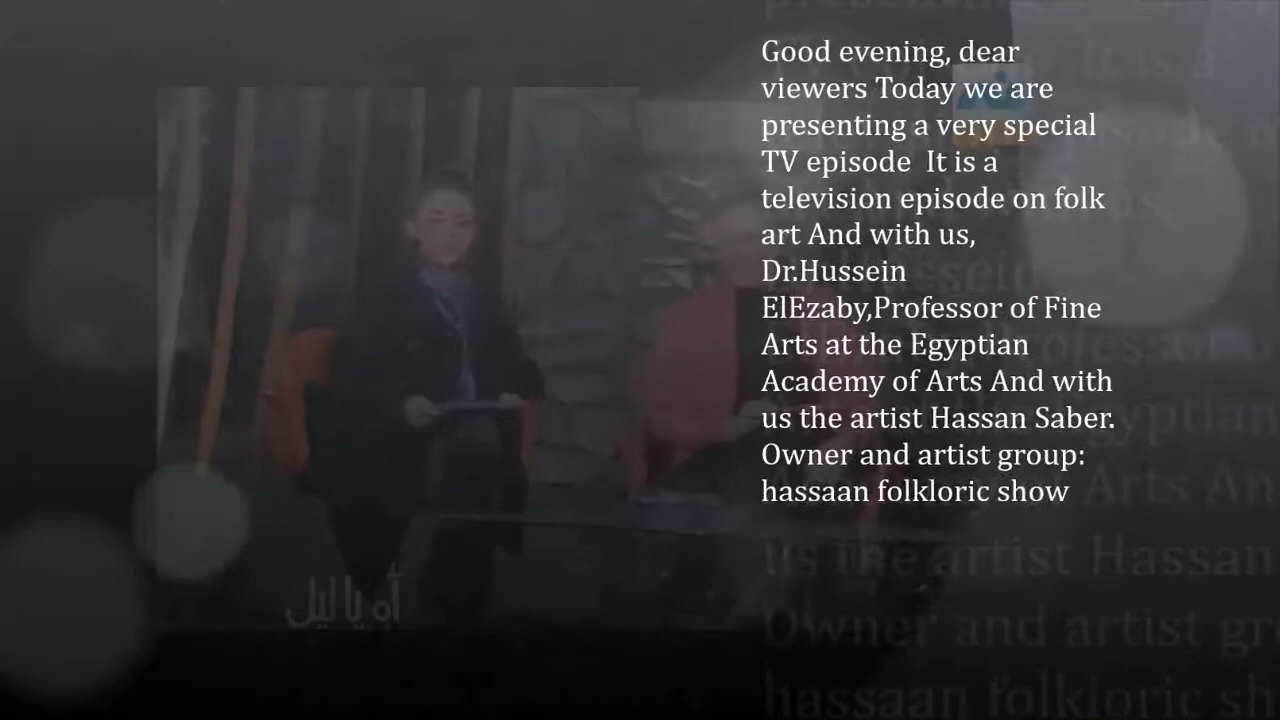 Good evening, dear
viewers Today we are
presenting a very special
TV episode  It is a
television episode on folk
art And with us,
Dr.Hussein
ElEzaby,Professor of Fine
Arts at the Egyptian
Academy of Arts And with
us the artist Hassan Saber.
Owner and artist group:
hassaan folkloric show
آه يا ليل